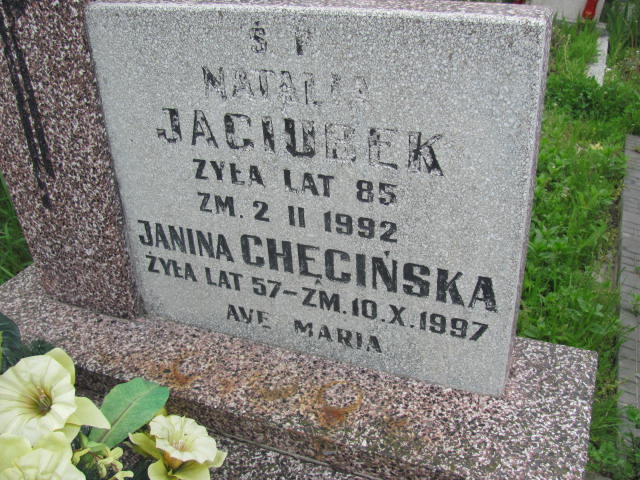 Ś P
NATALIA
JACIUBEK
ŻYŁA LAT 85
ZM. 2 II 1992
JANINA CHĘCIŃSKA
ŻYŁA LAT 57-ZM.10.X.1997
AVE MARIA